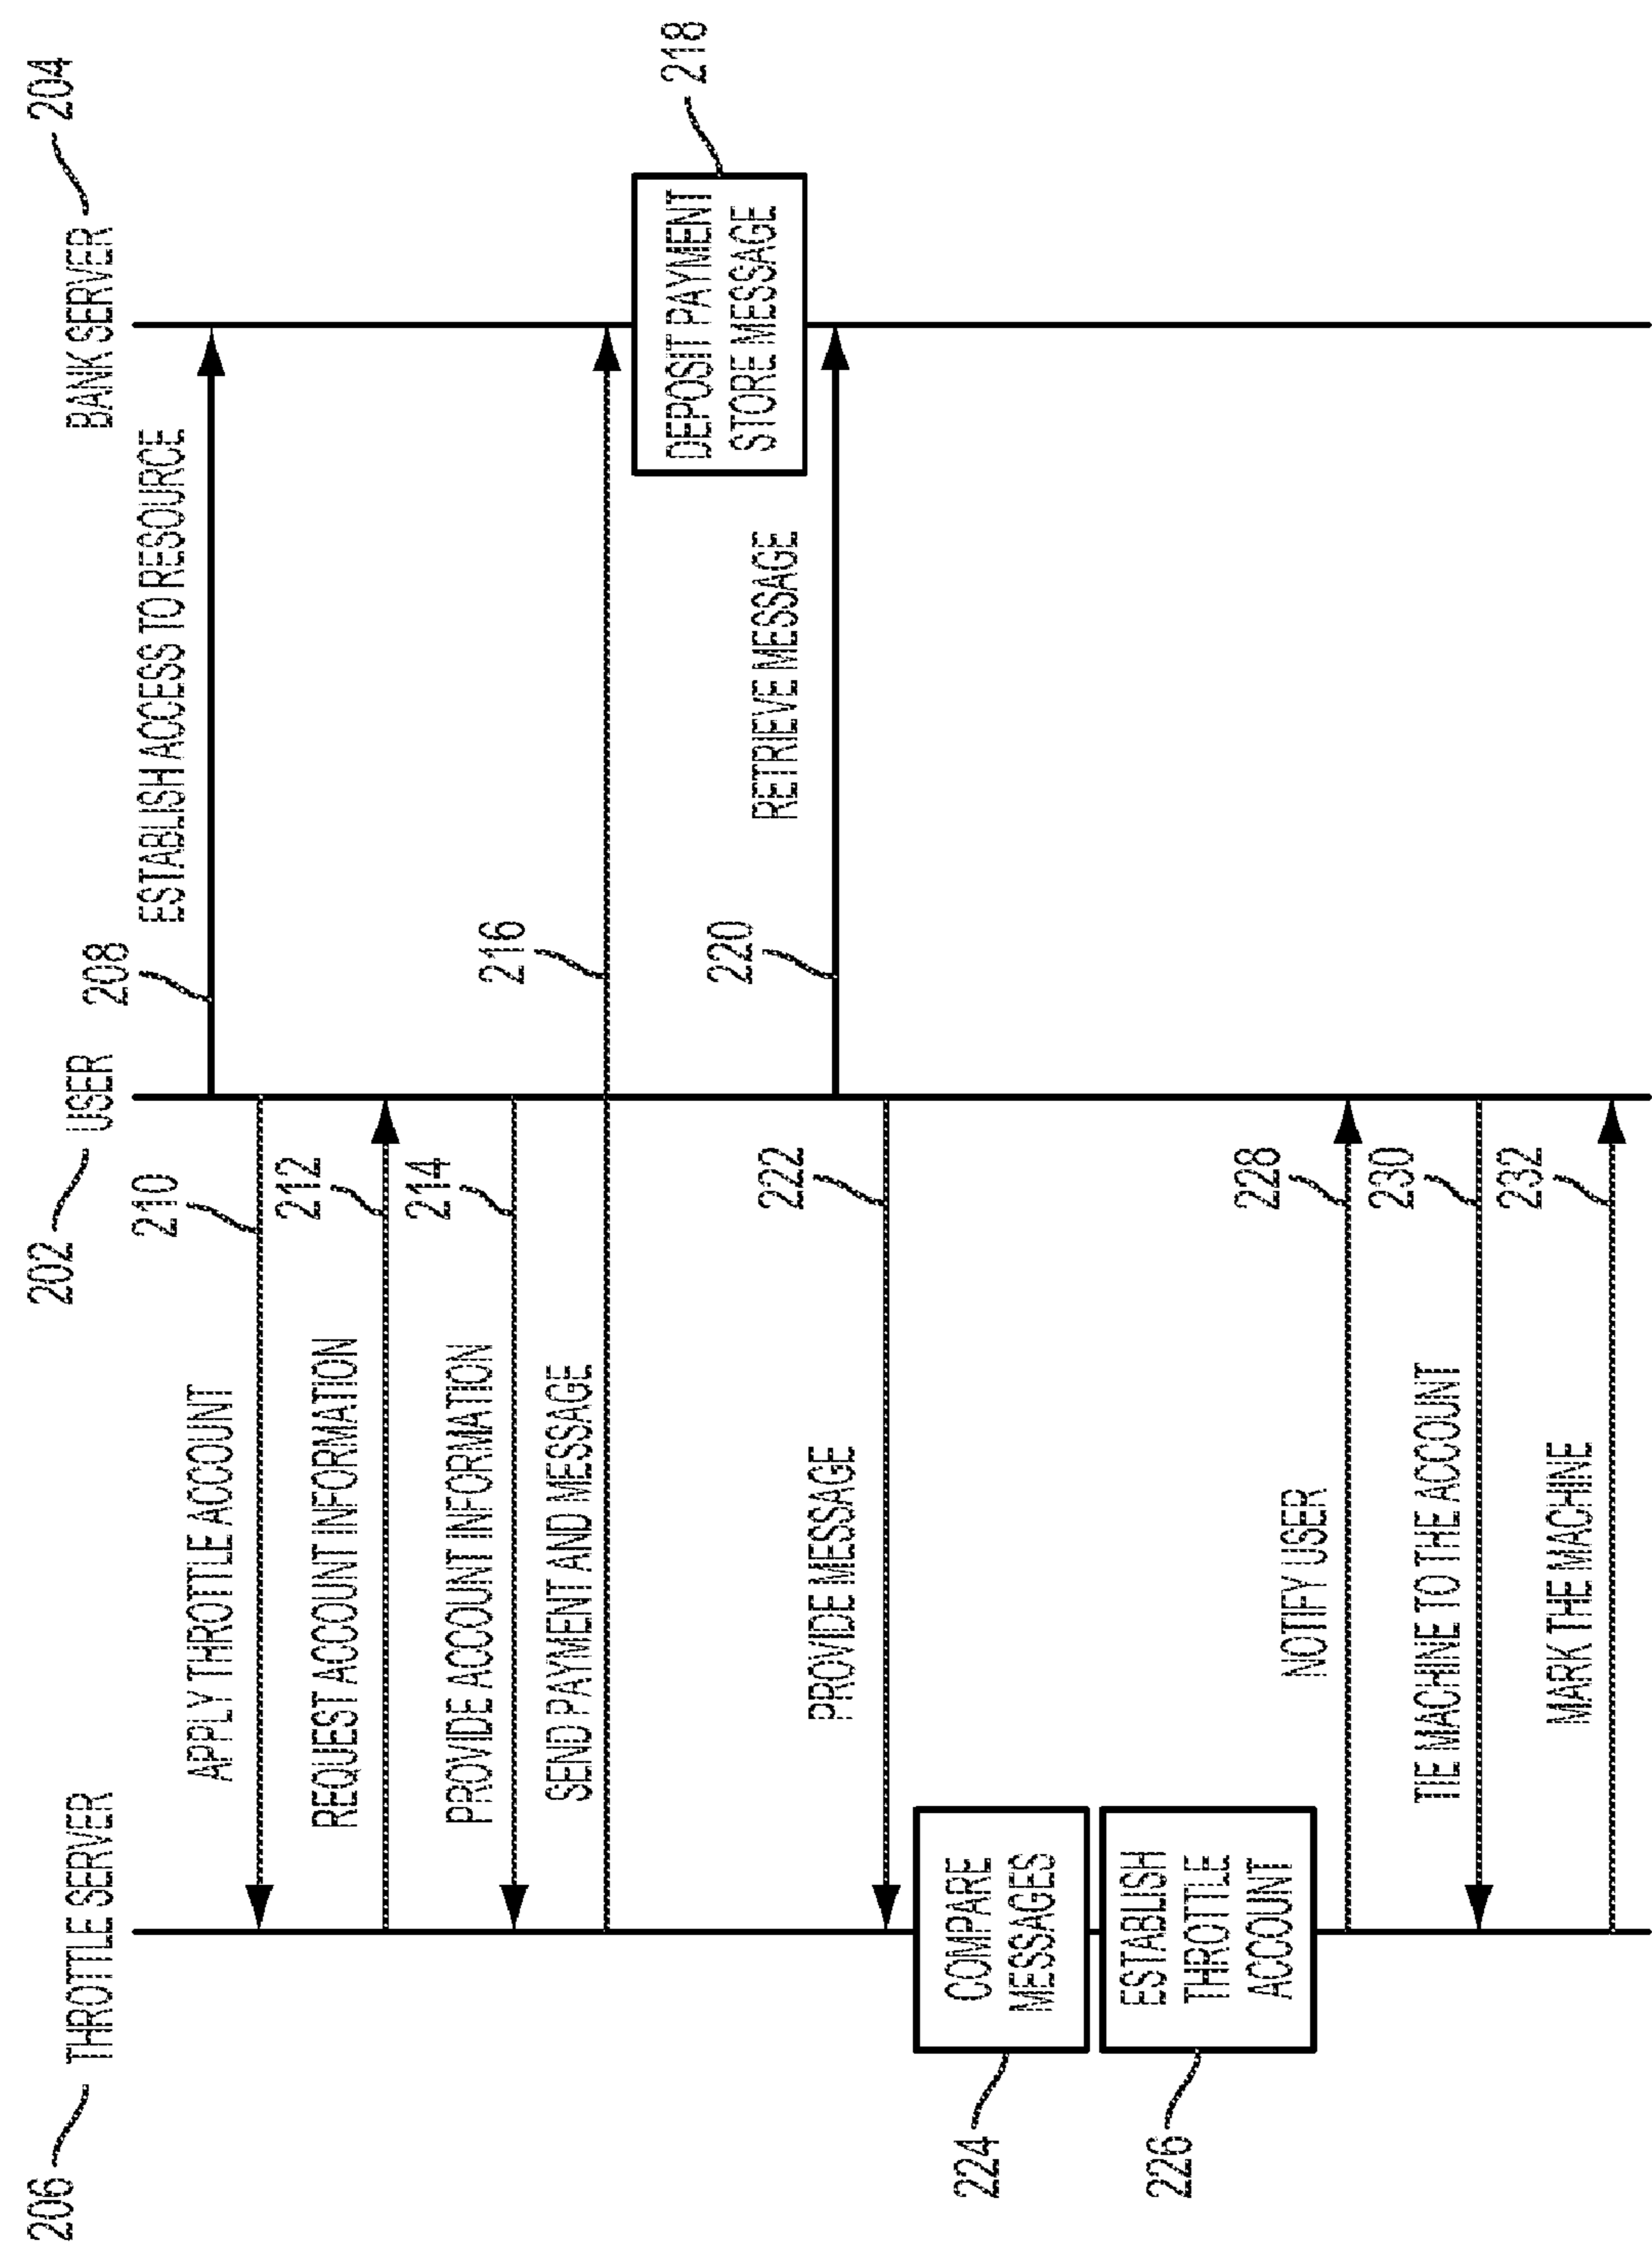 206
THROTTLE SERVER
202
USER
BANK SERVER
204
208
ESTABLISH ACCESS TO RESOURCE
210
APPLY THROTTLE ACCOUNT
212
REQUEST ACCOUNT INFORMATION
214
PROVIDE ACCOUNT INFORMATION
SEND PAYMENT AND MESSAGE
216
DEPOSIT PAYMENT
STORE MESSAGE
218
RETRIEVE MESSAGE
220
222
PROVIDE MESSAGE
COMPARE
MESSAGES
224
ESTABLISH
THROTTLE
ACCOUNT
226
NOTIFY USER
228
TIE MACHINE TO THE ACCOUNT
230
MARK THE MACHINE
232